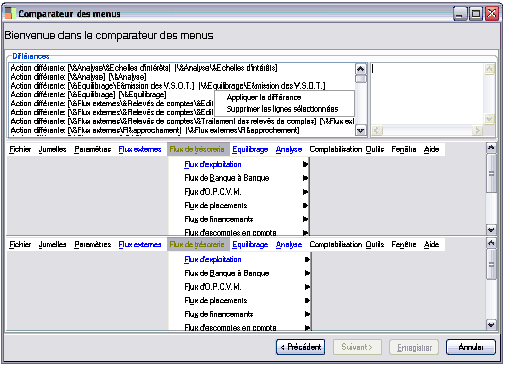 Comparateur des menus
Bienvenue dans le comparateur des menus
Différences
Action différente: [\&Analyse\&Echelles d'intérêts] [\&Analyse\&Echelles d'intérêts]
Action différente: [\&Analyse] [\&Analyse]
Action différente: [\&Equilibrage\E&mission des V.S.O.T.] [\&Equilibrage\E&mission des V.S.O.T.]
Action différente: [\&Equilibrage] [\&Equilibrage]
Action différente: [\&Flux externes\&Relevés de comptes\&Edi
Action différente: [\&Flux externes\&Relevés de comptes\&Edi
Action différente: [\&Flux externes\&Relevés de comptes\&Traitement des relevés de comptes] [\&Flux ext
Action différente: [\&Flux externes\R&approchement] [\&Flux externes\R&approchement]
Appliquer la différence
Supprimer les lignes sélectionnées
Fichier Jumelles Paramètres Flux externes Flux de trésorerie Equilibrage Analyse Comptabilisation Outils Fenêtre Aide
Flux d'exploitation
Flux de Banque à Banque
Flux d'O.P.C.V.M.
Flux de placements
Flux de financements
Flux d'escomptes en compte
Fichier Jumelles Paramètres Flux externes Flux de trésorerie Equilibrage Analyse Comptabilisation Outils Fenêtre Aide
Flux d'exploitation
Flux de Banque à Banque
Flux d'O.P.C.V.M.
Flux de placements
Flux de financements
Flux d'escomptes en compte
< Précédent Suivant > Enregistrer Annuler